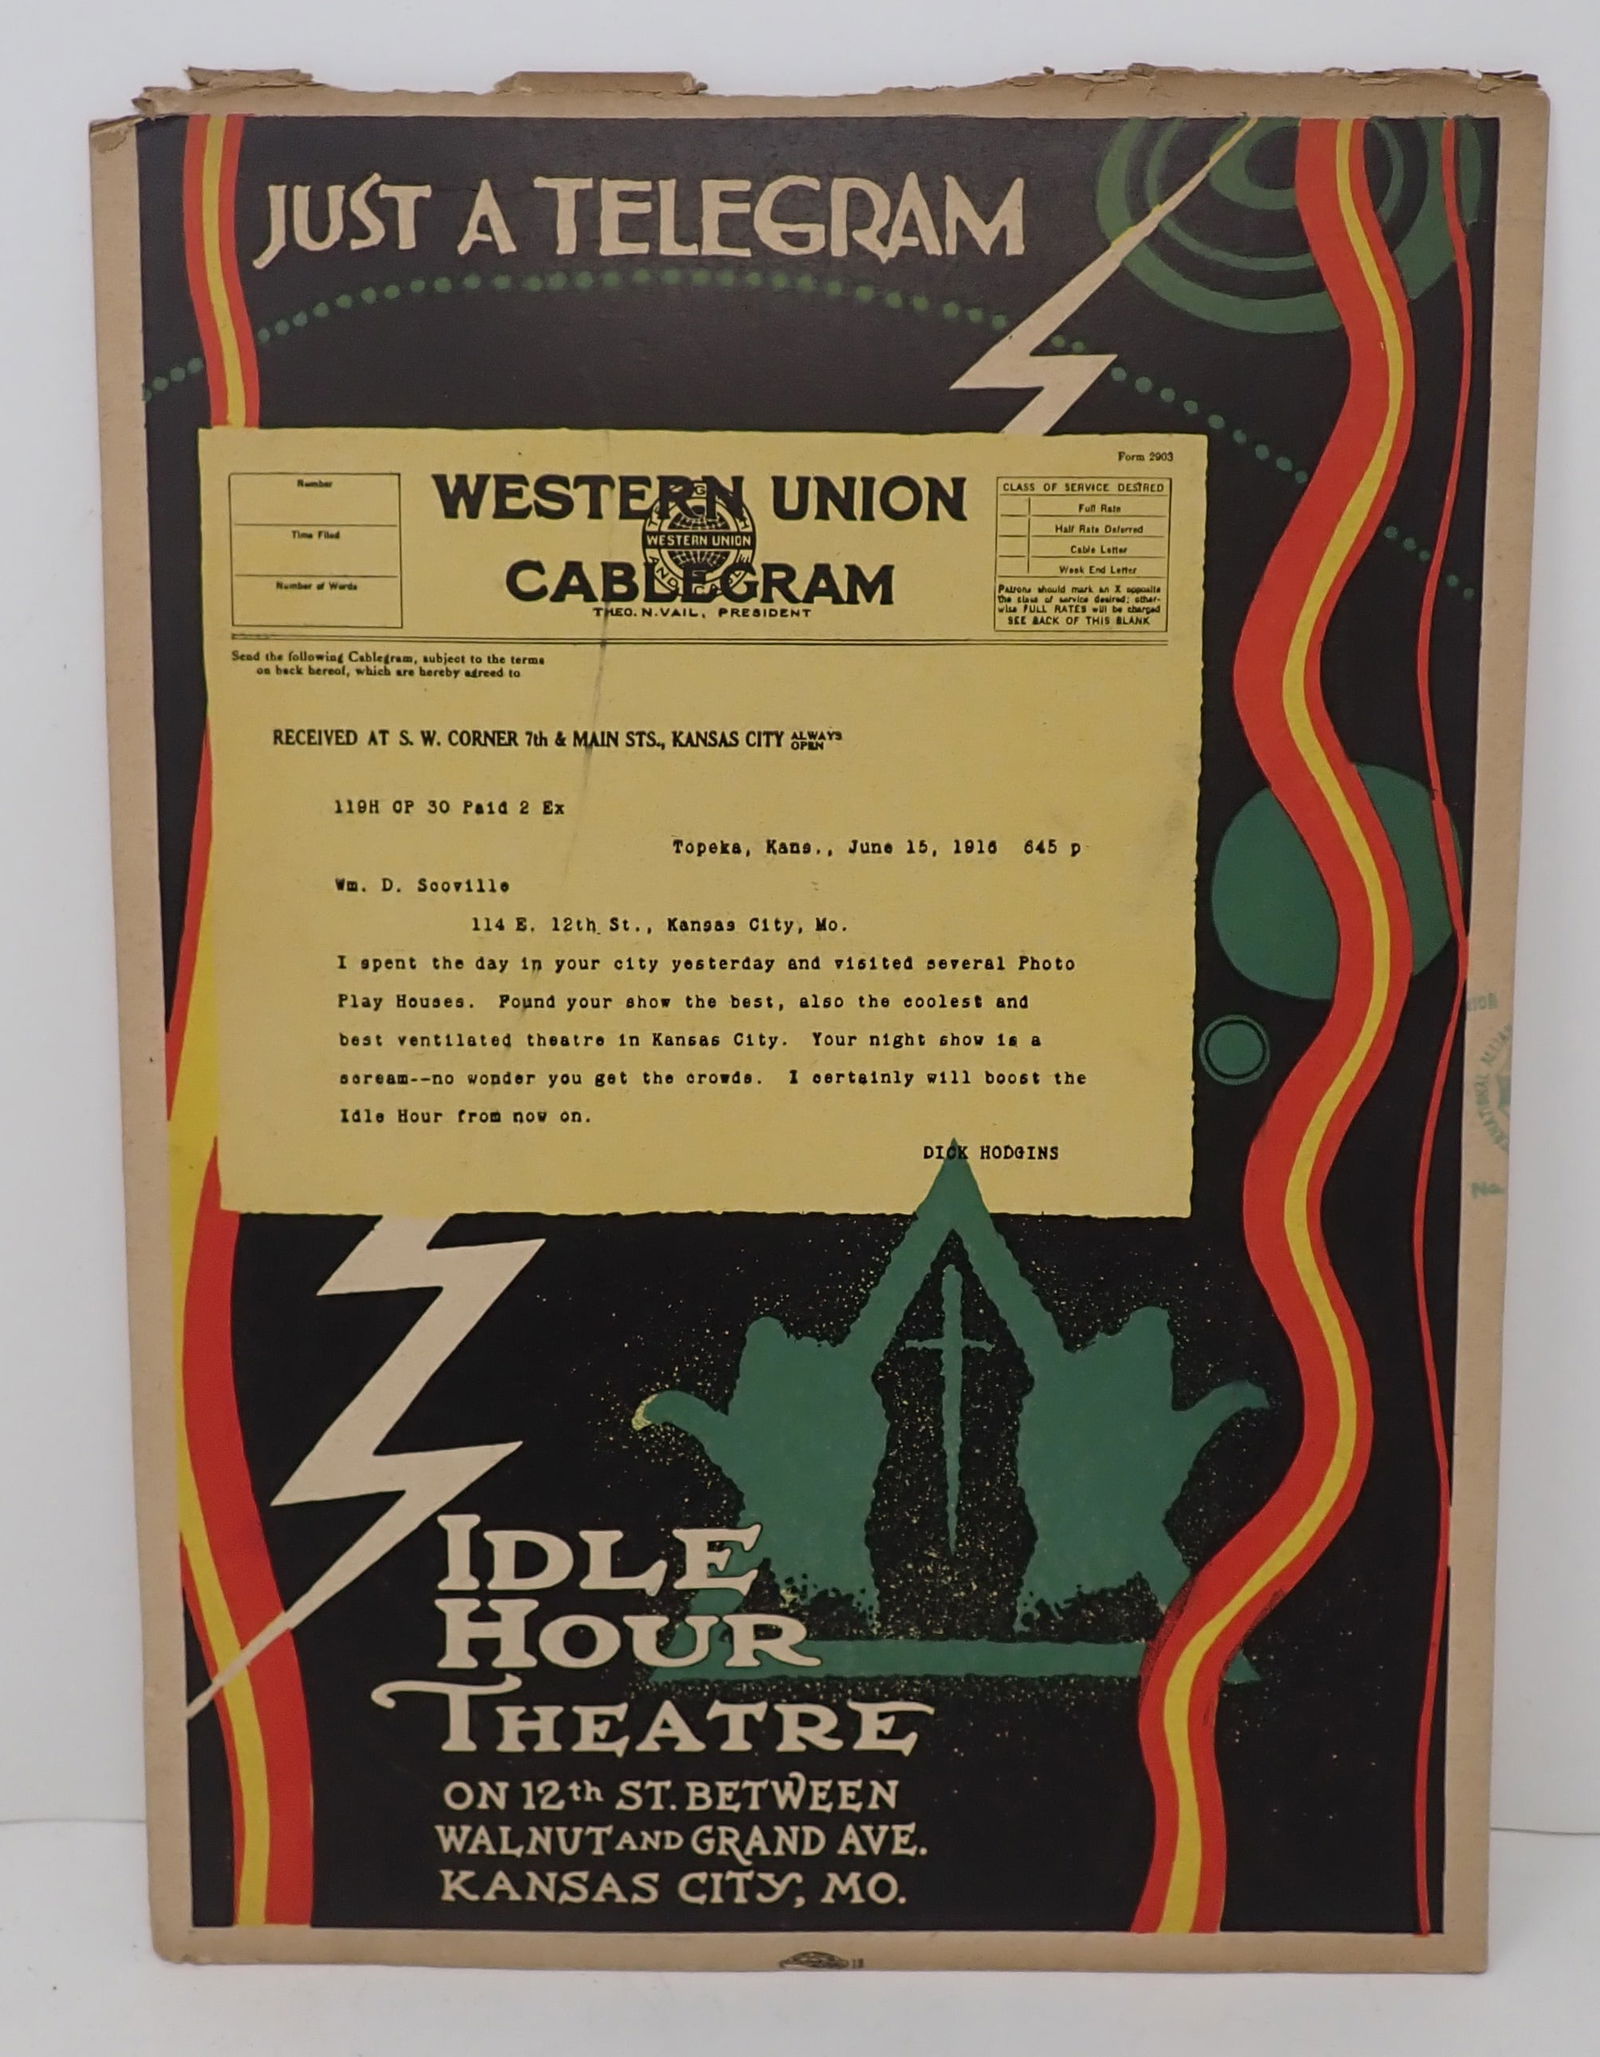 JUST A TELEGRAM
Form 2903
Number
Time Filed
Number of Words
WESTERN UNION
WESTERN UNION
CABLEGRAM
THEO. N. VAIL, PRESIDENT
CLASS OF SERVICE DESIRED
Full Rate
Half Rate Deferred
Cable Letter
Week End Letter
Patrons should mark an X opposite
the class of service desired; other-
wise FULL RATES will be charged
SEE BACK OF THIS BLANK
Send the following Cablegram, subject to the terms
on back hereof, which are hereby agreed to
RECEIVED AT S. W. CORNER 7th & MAIN STS., KANSAS CITY ALWAYS OPEN
119H CP 30 Paid 2 Ex
Topeka, Kans., June 15, 1916 645 p
Wm. D. Scoville
114 E. 12th St., Kansas City, Mo.
I spent the day in your city yesterday and visited several Photo
Play Houses. Found your show the best, also the coolest and
best ventilated theatre in Kansas City. Your night show is a
scream--no wonder you get the crowds. I certainly will boost the
Idle Hour from now on.
DICK HODGINS
IDLE
HOUR
THEATRE
ON 12th ST. BETWEEN
WALNUT AND GRAND AVE.
KANSAS CITY, MO.